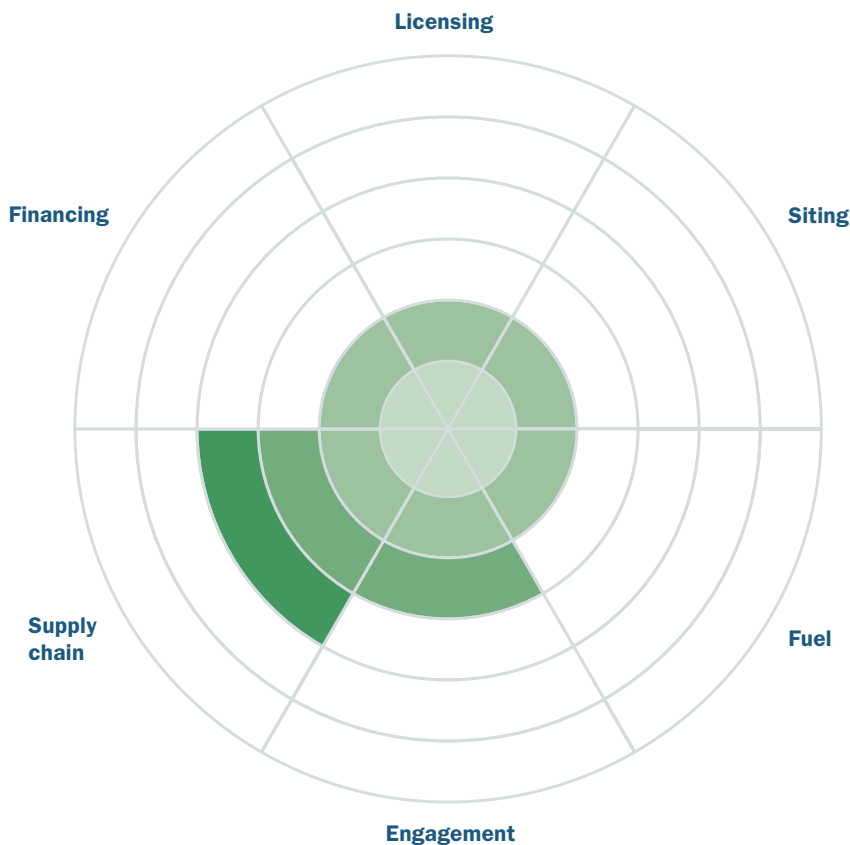 Licensing
Financing
Siting
Supply
chain
Fuel
Engagement